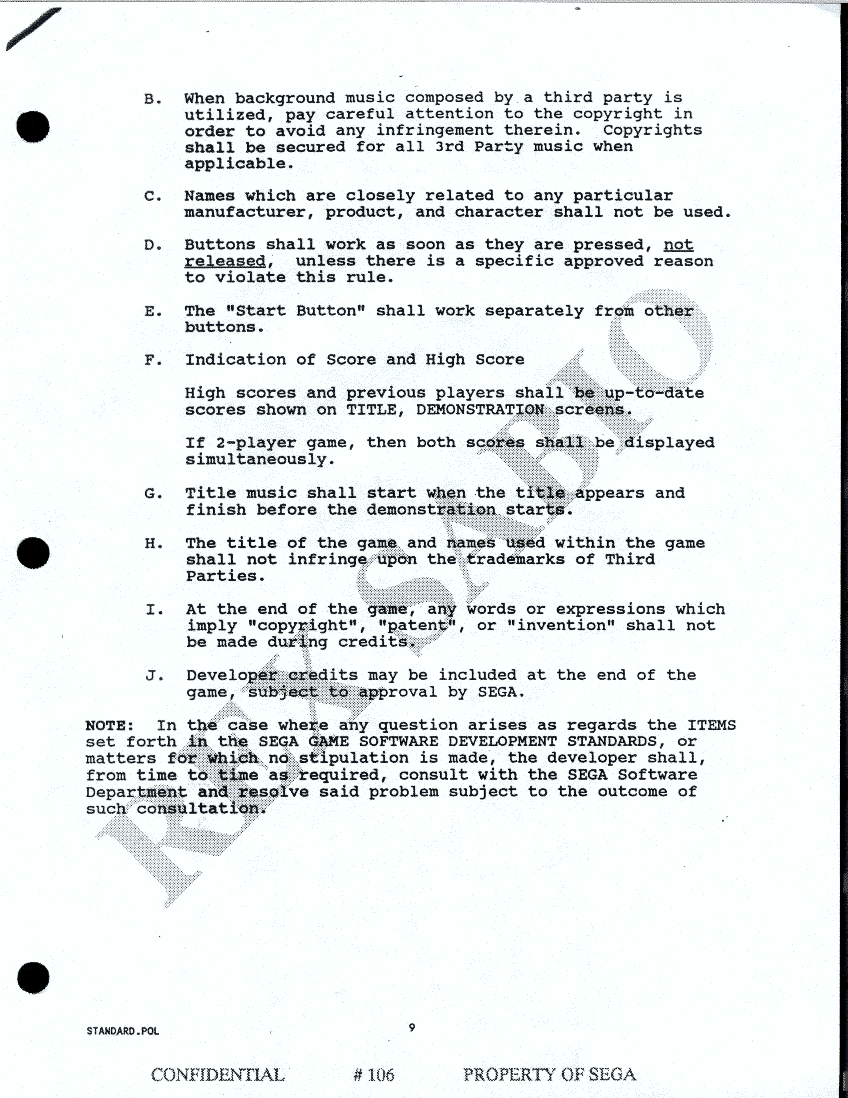 B. When background music composed by a third party is
utilized, pay careful attention to the copyright in
order to avoid any infringement therein. Copyrights
shall be secured for all 3rd Party music when
applicable.
C. Names which are closely related to any particular
manufacturer, product, and character shall not be used.
D. Buttons shall work as soon as they are pressed, not
released, unless there is a specific approved reason
to violate this rule.
E. The "Start Button" shall work separately from other
buttons.
F. Indication of Score and High Score
High scores and previous players shall be up-to-date
scores shown on TITLE, DEMONSTRATION screens.
If 2-player game, then both scores shall be displayed
simultaneously.
G. Title music shall start when the title appears and
finish before the demonstration starts.
H. The title of the game and names used within the game
shall not infringe upon the trademarks of Third
Parties.
I. At the end of the game, any words or expressions which
imply "copyright", "patent", or "invention" shall not
be made during credits.
J. Developer credits may be included at the end of the
game, subject to approval by SEGA.
NOTE: In the case where any question arises as regards the ITEMS
set forth in the SEGA GAME SOFTWARE DEVELOPMENT STANDARDS, or
matters for which no stipulation is made, the developer shall,
from time to time as required, consult with the SEGA Software
Department and resolve said problem subject to the outcome of
such consultation.
REX SABIO
STANDARD.POL 9
CONFIDENTIAL # 106 PROPERTY OF SEGA